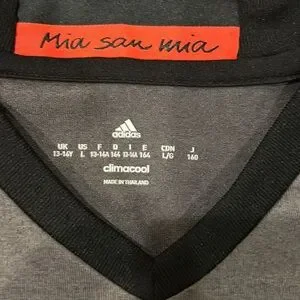 Mia san mia
adidas
UK US F D I E CDN J
13-14Y L 13-14A 164 13-14A 164 L/G 160
climacool
MADE IN THAILAND